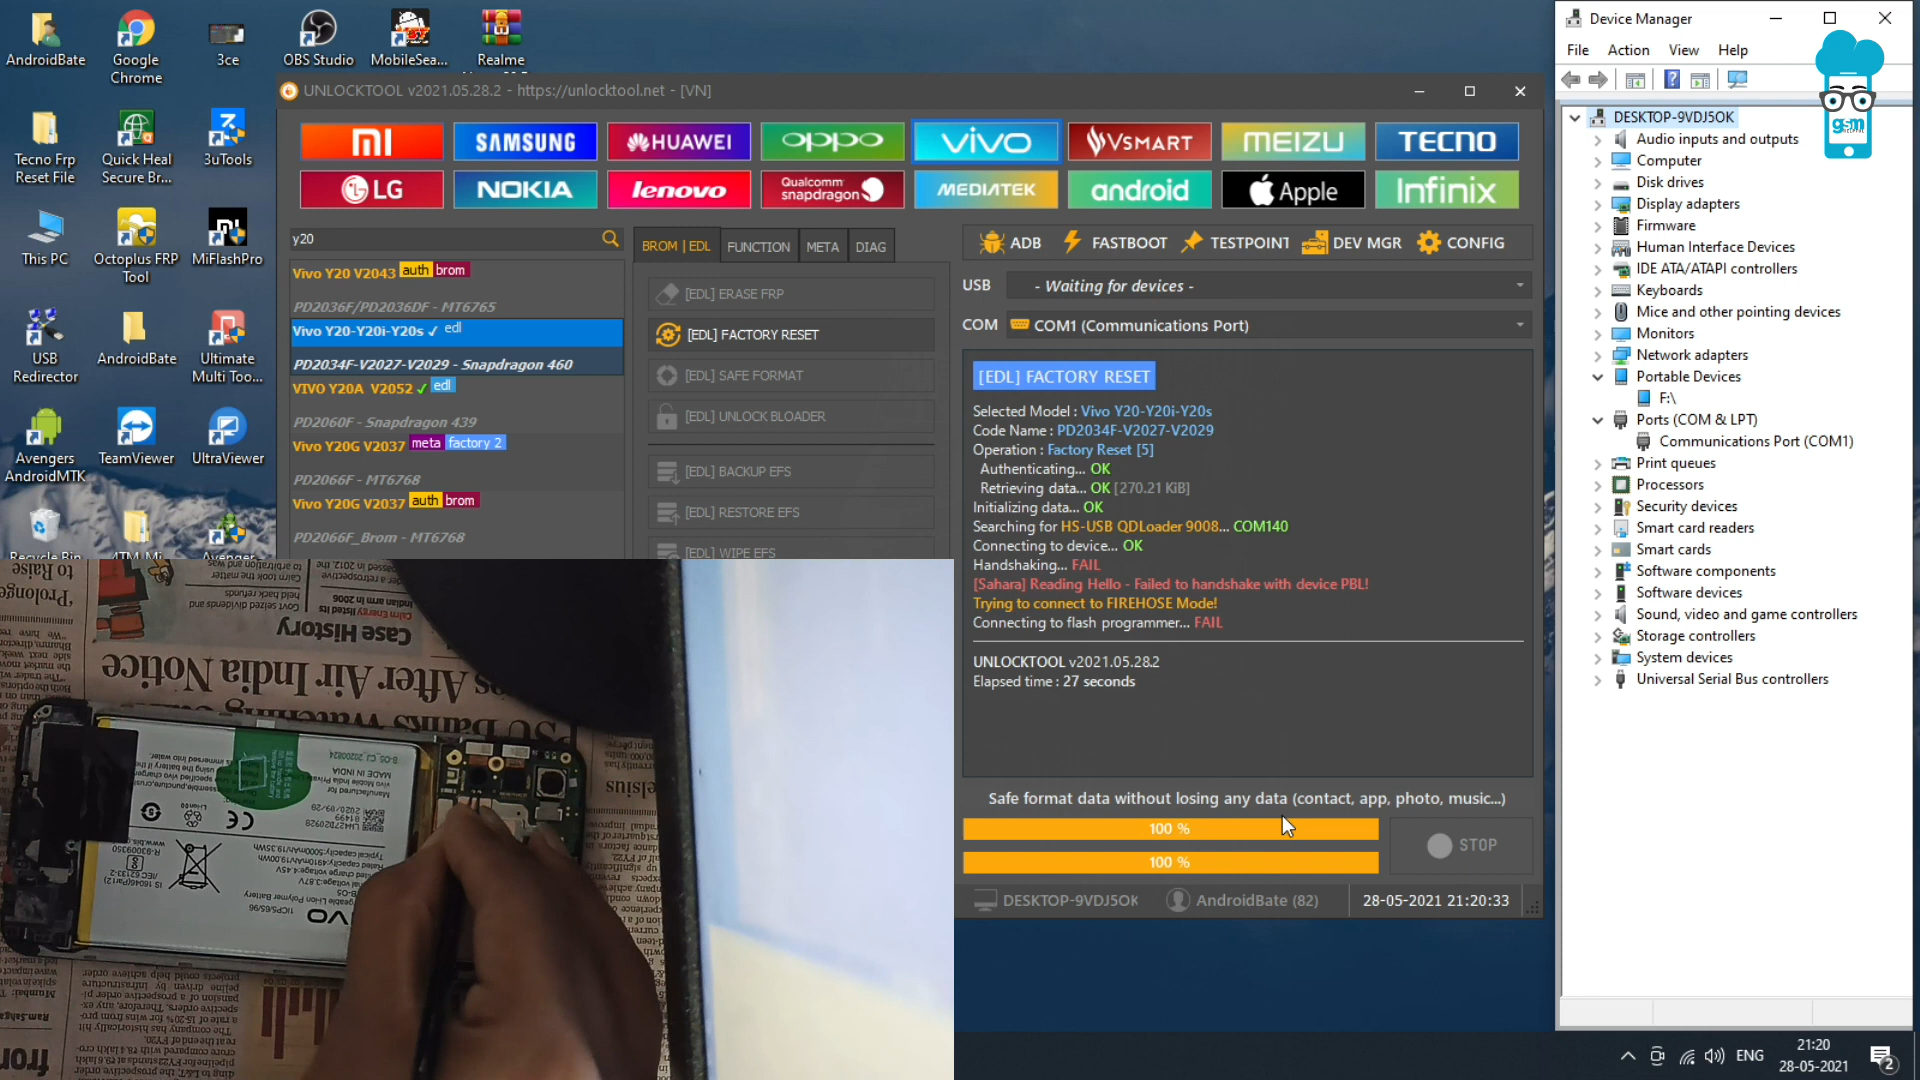 AndroidBate
Google Chrome
3ce
OBS Studio
MobileSea...
Realme
Tecno Frp Reset File
Quick Heal Secure Br...
3uTools
This PC
Octoplus FRP Tool
MiFlashPro
USB Redirector
AndroidBate
Ultimate Multi Too...
Avengers AndroidMTK
TeamViewer
UltraViewer
UNLOCKTOOL v2021.05.28.2 - https://unlocktool.net - [VN]
SAMSUNG
HUAWEI
oppo
vivo
VSMART
MEIZU
TECNO
LG
NOKIA
lenovo
Qualcomm snapdragon
MEDIATEK
android
Apple
Infinix
y20
Vivo Y20 V2043 auth brom
PD2036F/PD2036DF - MT6765
Vivo Y20-Y20i-Y20s ✓ edl
PD2034F-V2027-V2029 - Snapdragon 460
VIVO Y20A V2052 ✓ edl
PD2060F - Snapdragon 439
Vivo Y20G V2037 meta factory 2
PD2066F - MT6768
Vivo Y20G V2037 auth brom
PD2066F_Brom - MT6768
BROM | EDL
FUNCTION
META
DIAG
[EDL] ERASE FRP
[EDL] FACTORY RESET
[EDL] SAFE FORMAT
[EDL] UNLOCK BLOADER
[EDL] BACKUP EFS
[EDL] RESTORE EFS
[EDL] WIPE EFS
ADB
FASTBOOT
TESTPOINT
DEV MGR
CONFIG
USB - Waiting for devices -
COM COM1 (Communications Port)
[EDL] FACTORY RESET
Selected Model : Vivo Y20-Y20i-Y20s
Code Name : PD2034F-V2027-V2029
Operation : Factory Reset [5]
Authenticating... OK
Retrieving data... OK [270.21 KiB]
Initializing data... OK
Searching for HS-USB QDLoader 9008... COM140
Connecting to device... OK
Handshaking... FAIL
[Sahara] Reading Hello - Failed to handshake with device PBL!
Trying to connect to FIREHOSE Mode!
Connecting to flash programmer... FAIL
UNLOCKTOOL v2021.05.28.2
Elapsed time : 27 seconds
Safe format data without losing any data (contact, app, photo, music...)
100 %
100 %
STOP
DESKTOP-9VDJ5OK
AndroidBate (82)
28-05-2021 21:20:33
Device Manager
File Action View Help
gsm
DESKTOP-9VDJ5OK
Audio inputs and outputs
Computer
Disk drives
Display adapters
Firmware
Human Interface Devices
IDE ATA/ATAPI controllers
Keyboards
Mice and other pointing devices
Monitors
Network adapters
Portable Devices
F:\
Ports (COM & LPT)
Communications Port (COM1)
Print queues
Processors
Security devices
Smart card readers
Smart cards
Software components
Software devices
Sound, video and game controllers
Storage controllers
System devices
Universal Serial Bus controllers
Case History
After Air India Notice
MADE IN INDIA
ENG
21:20
28-05-2021
2